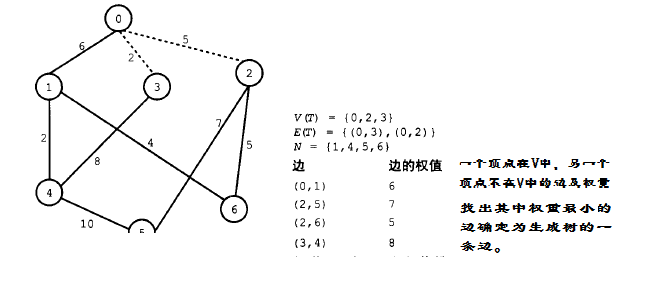 0
6
2
5
1
3
2
2
4
7
5
8
4
6
10
5
V(T) = {0,2,3}
E(T) = {(0,3),(0,2)}
N = {1,4,5,6}
边 边的权值
(0,1) 6
(2,5) 7
(2,6) 5
(3,4) 8
一个顶点在V中，另一个
顶点不在V中的边及权重
找出其中权重最小的
边确定为生成树的一
条边。